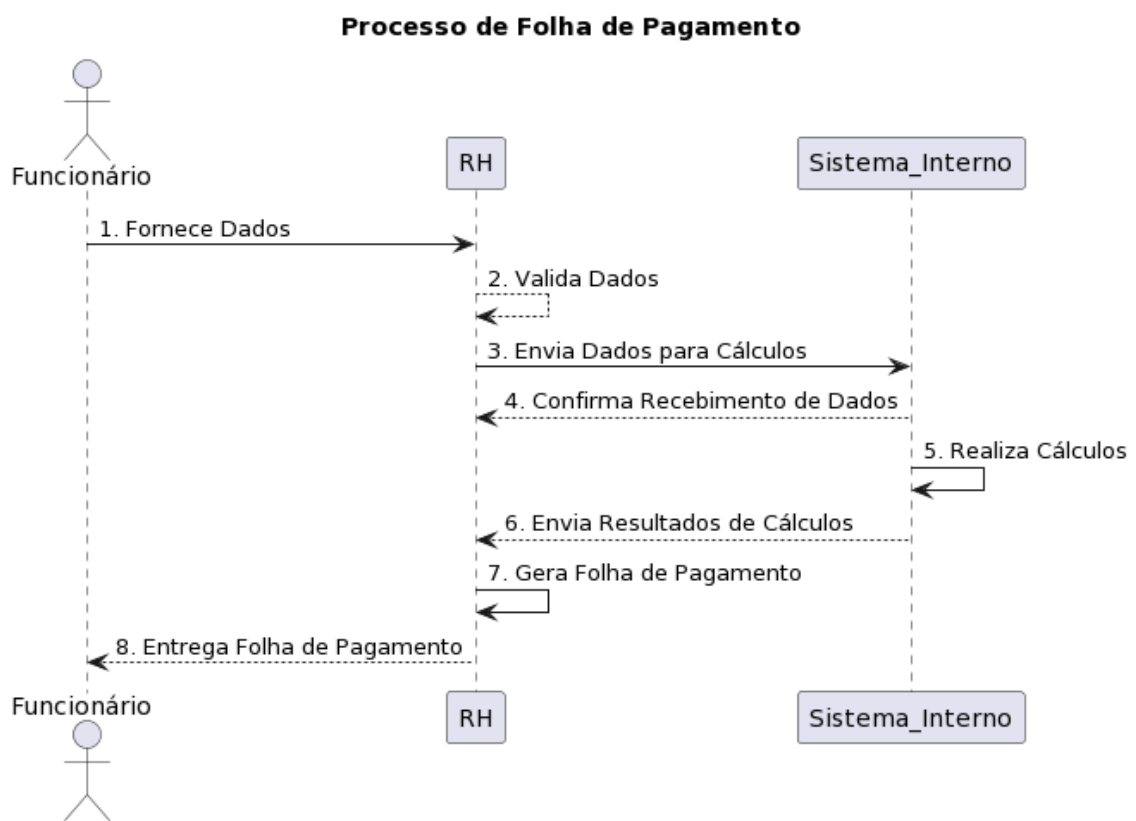 Processo de Folha de Pagamento
Funcionário
RH
Sistema_Interno
1. Fornece Dados
2. Valida Dados
3. Envia Dados para Cálculos
4. Confirma Recebimento de Dados
5. Realiza Cálculos
6. Envia Resultados de Cálculos
7. Gera Folha de Pagamento
8. Entrega Folha de Pagamento
Funcionário
RH
Sistema_Interno